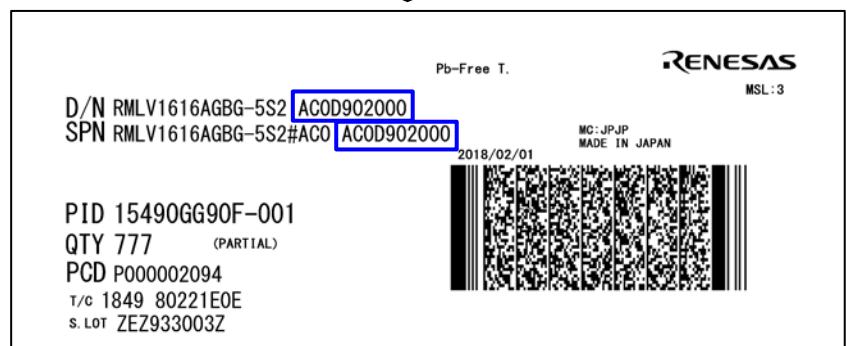 Pb-Free T.
RENESAS
MSL:3
D/N RMLV1616AGBG-5S2 AC0D902000
SPN RMLV1616AGBG-5S2#AC0 AC0D902000
MC:JPJP
MADE IN JAPAN
2018/02/01
PID 15490GG90F-001
QTY 777 (PARTIAL)
PCD P000002094
T/C 1849 80221E0E
S.LOT ZEZ933003Z